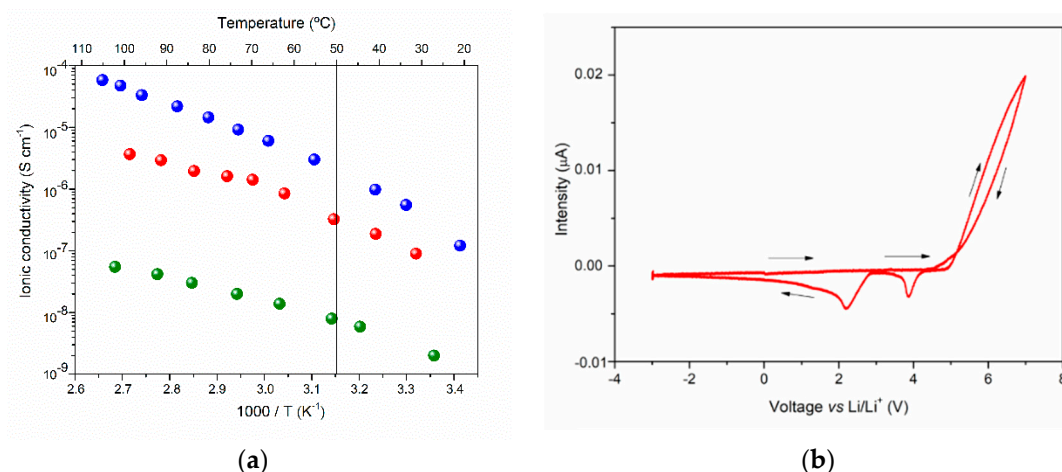 Temperature (ºC)
110 100 90 80 70 60 50 40 30 20
Ionic conductivity (S cm⁻¹)
10⁻⁴
10⁻⁵
10⁻⁶
10⁻⁷
10⁻⁸
10⁻⁹
2.6 2.7 2.8 2.9 3.0 3.1 3.2 3.3 3.4
1000 / T (K⁻¹)
(a)
b)
Intensity (µA)
0.02
0.01
0.00
-0.01
-4 -2 0 2 4 6 8
Voltage vs Li/Li⁺ (V)
(b)